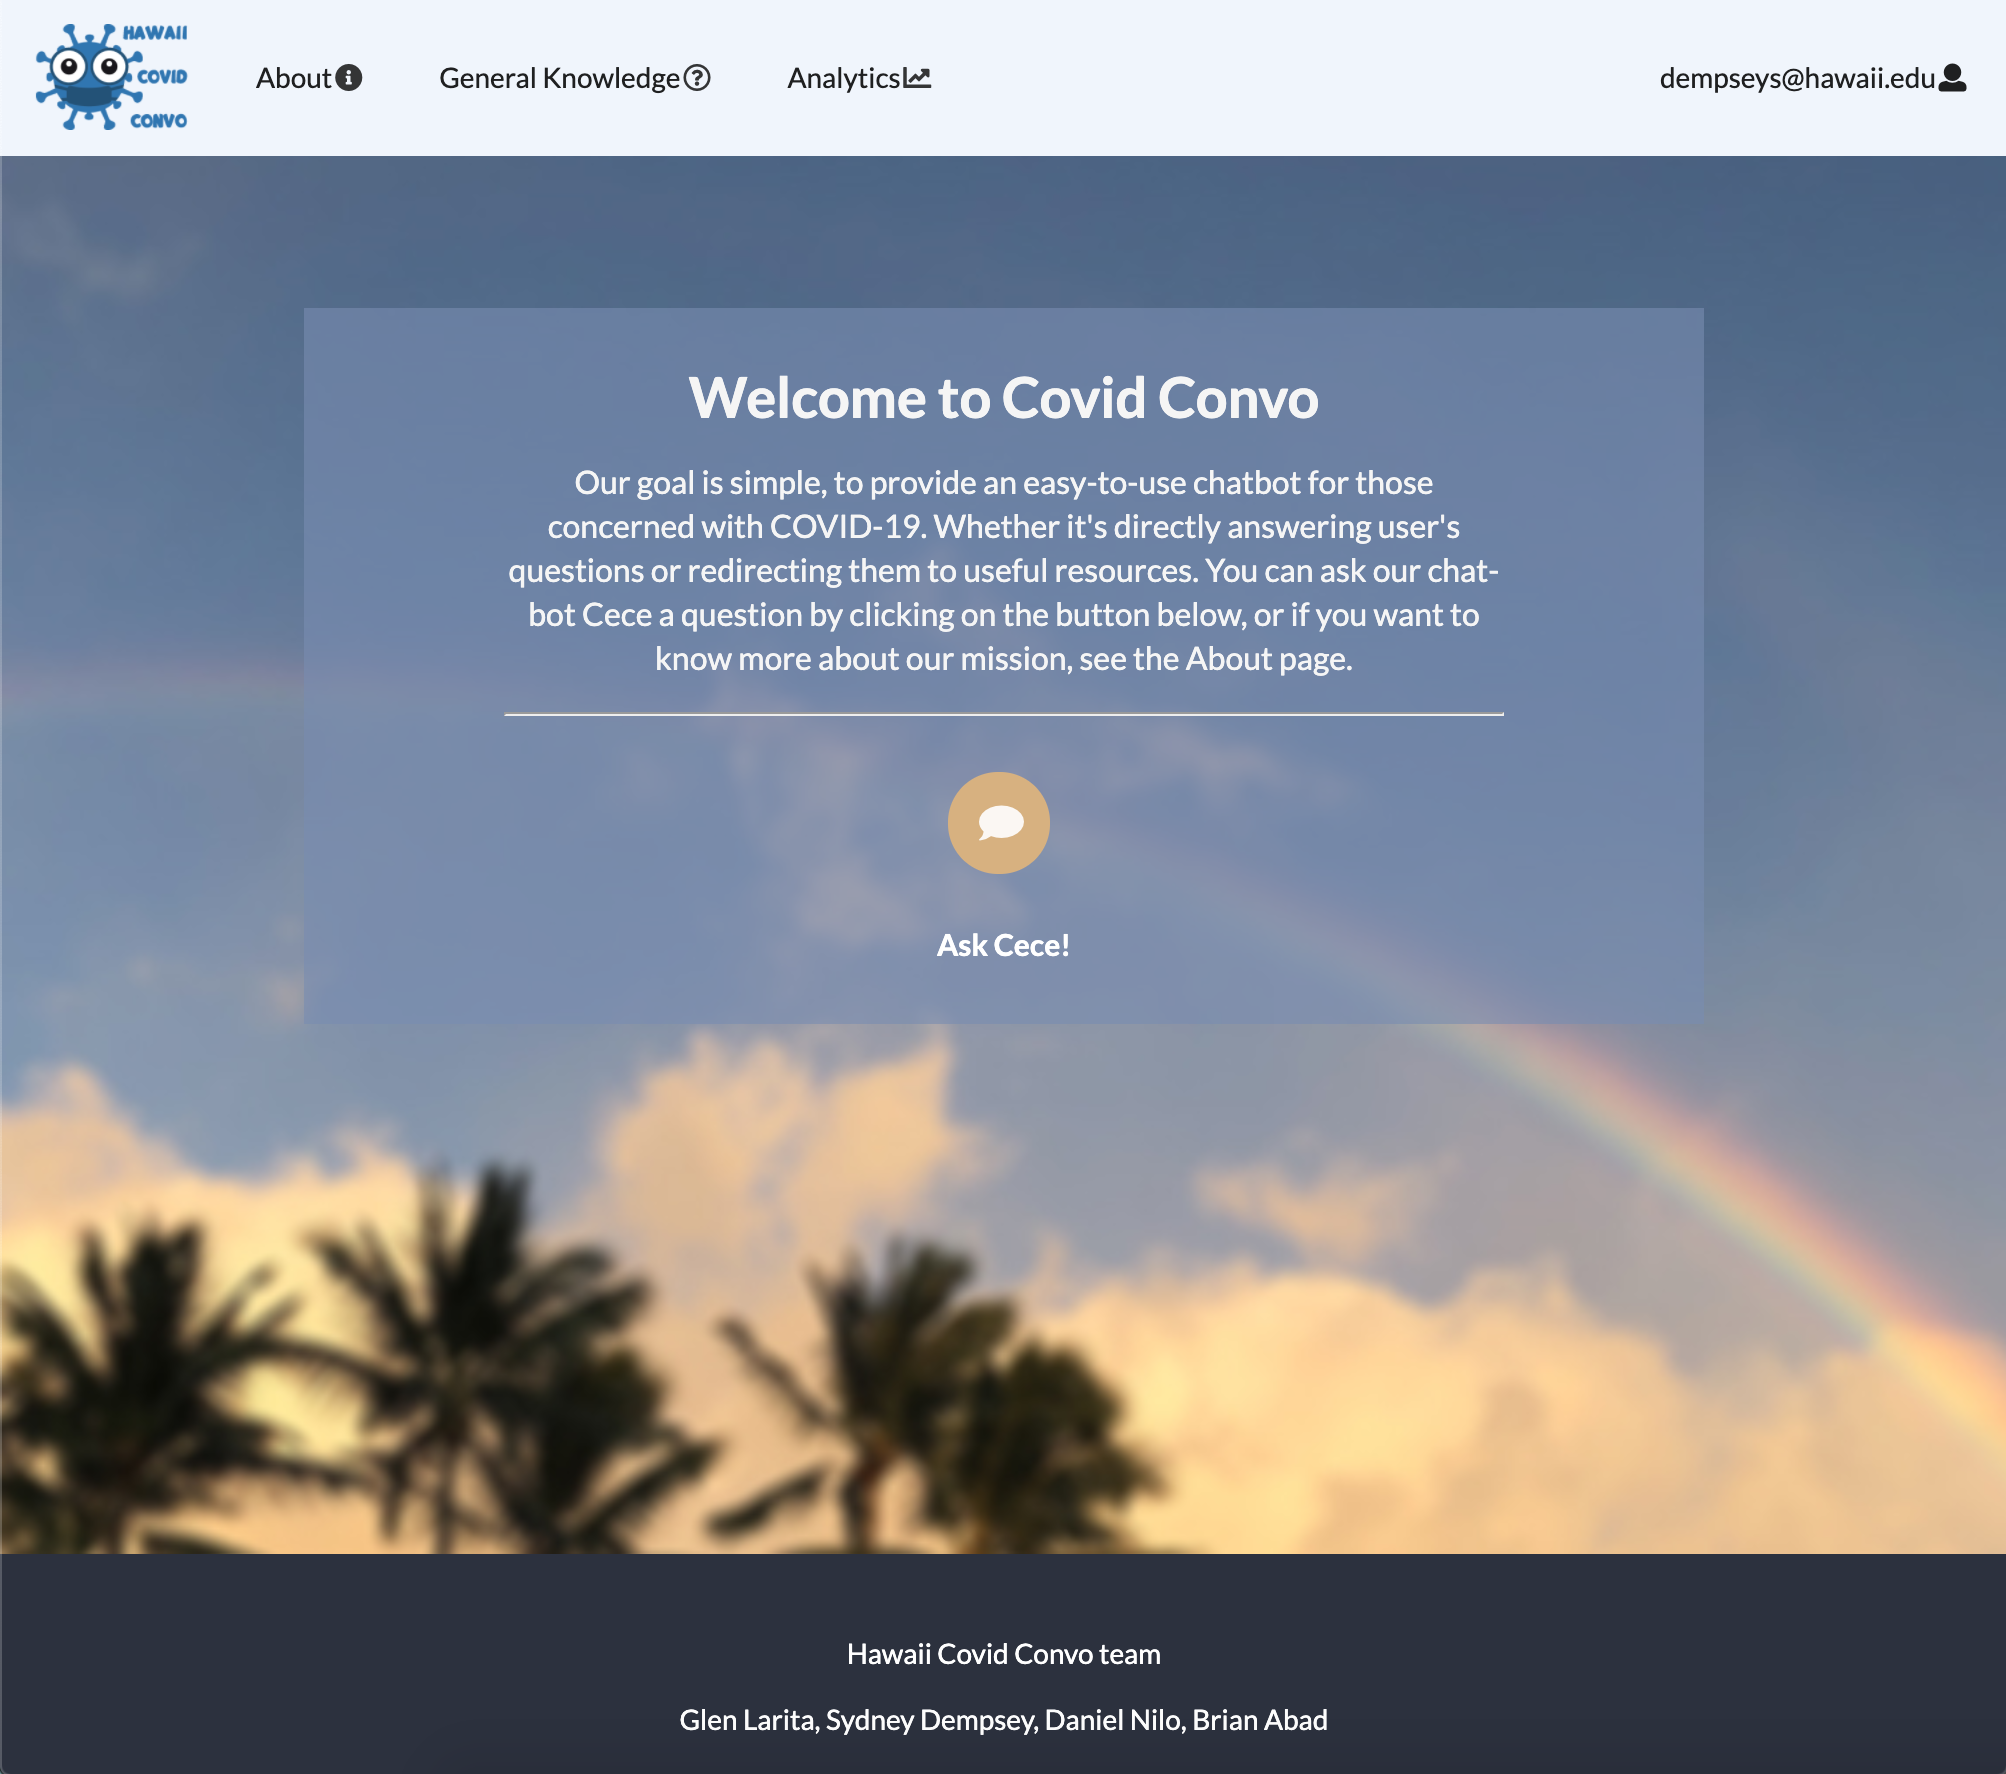 HAWAII
COVID
CONVO
About
General Knowledge
Analytics
dempseys@hawaii.edu
Welcome to Covid Convo
Our goal is simple, to provide an easy-to-use chatbot for those
concerned with COVID-19. Whether it's directly answering user's
questions or redirecting them to useful resources. You can ask our chat-
bot Cece a question by clicking on the button below, or if you want to
know more about our mission, see the About page.
Ask Cece!
Hawaii Covid Convo team
Glen Larita, Sydney Dempsey, Daniel Nilo, Brian Abad